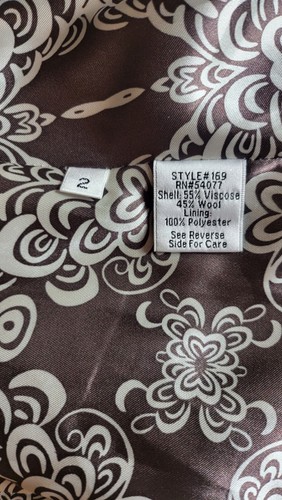 2
STYLE#169
RN#54077
Shell: 55% Viscose
45% Wool
Lining:
100% Polyester
See Reverse
Side For Care